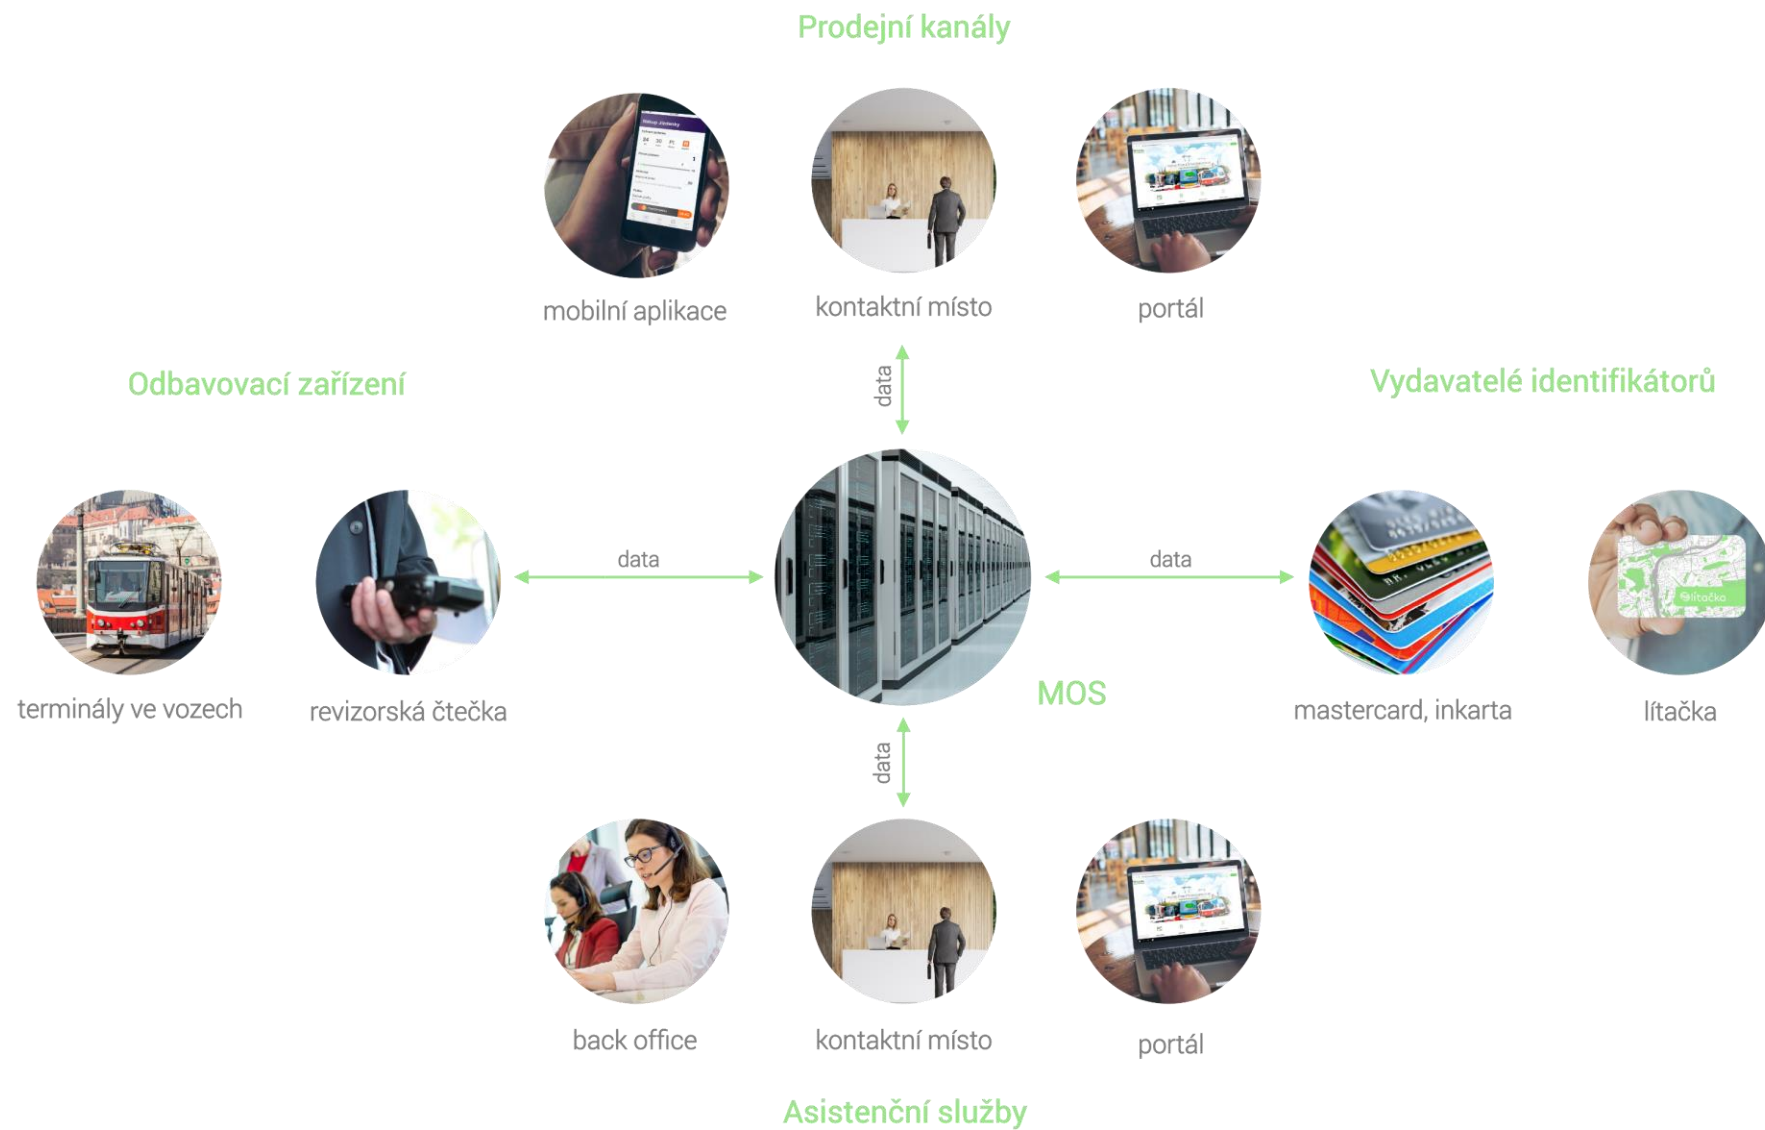 Prodejní kanály
mobilní aplikace
kontaktní místo
portál
Odbavovací zařízení
data
Vydavatelé identifikátorů
data
data
terminály ve vozech
revizorská čtečka
MOS
mastercard, inkarta
lítačka
lítačka
data
back office
kontaktní místo
portál
Asistenční služby